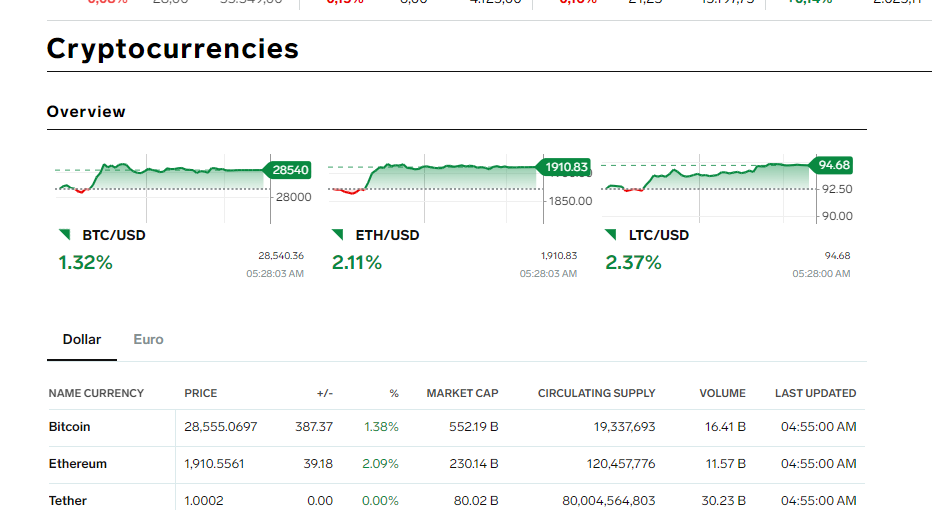 Cryptocurrencies
Overview
28540
28000
1910.83
1850.00
94.68
92.50
90.00
BTC/USD
ETH/USD
LTC/USD
1.32%
28,540.36
05:28:03 AM
2.11%
1,910.83
05:28:03 AM
2.37%
94.68
05:28:00 AM
Dollar Euro
NAME CURRENCY PRICE +/- % MARKET CAP CIRCULATING SUPPLY VOLUME LAST UPDATED
Bitcoin 28,555.0697 387.37 1.38% 552.19 B 19,337,693 16.41 B 04:55:00 AM
Ethereum 1,910.5561 39.18 2.09% 230.14 B 120,457,776 11.57 B 04:55:00 AM
Tether 1.0002 0.00 0.00% 80.02 B 80,004,564,803 30.23 B 04:55:00 AM